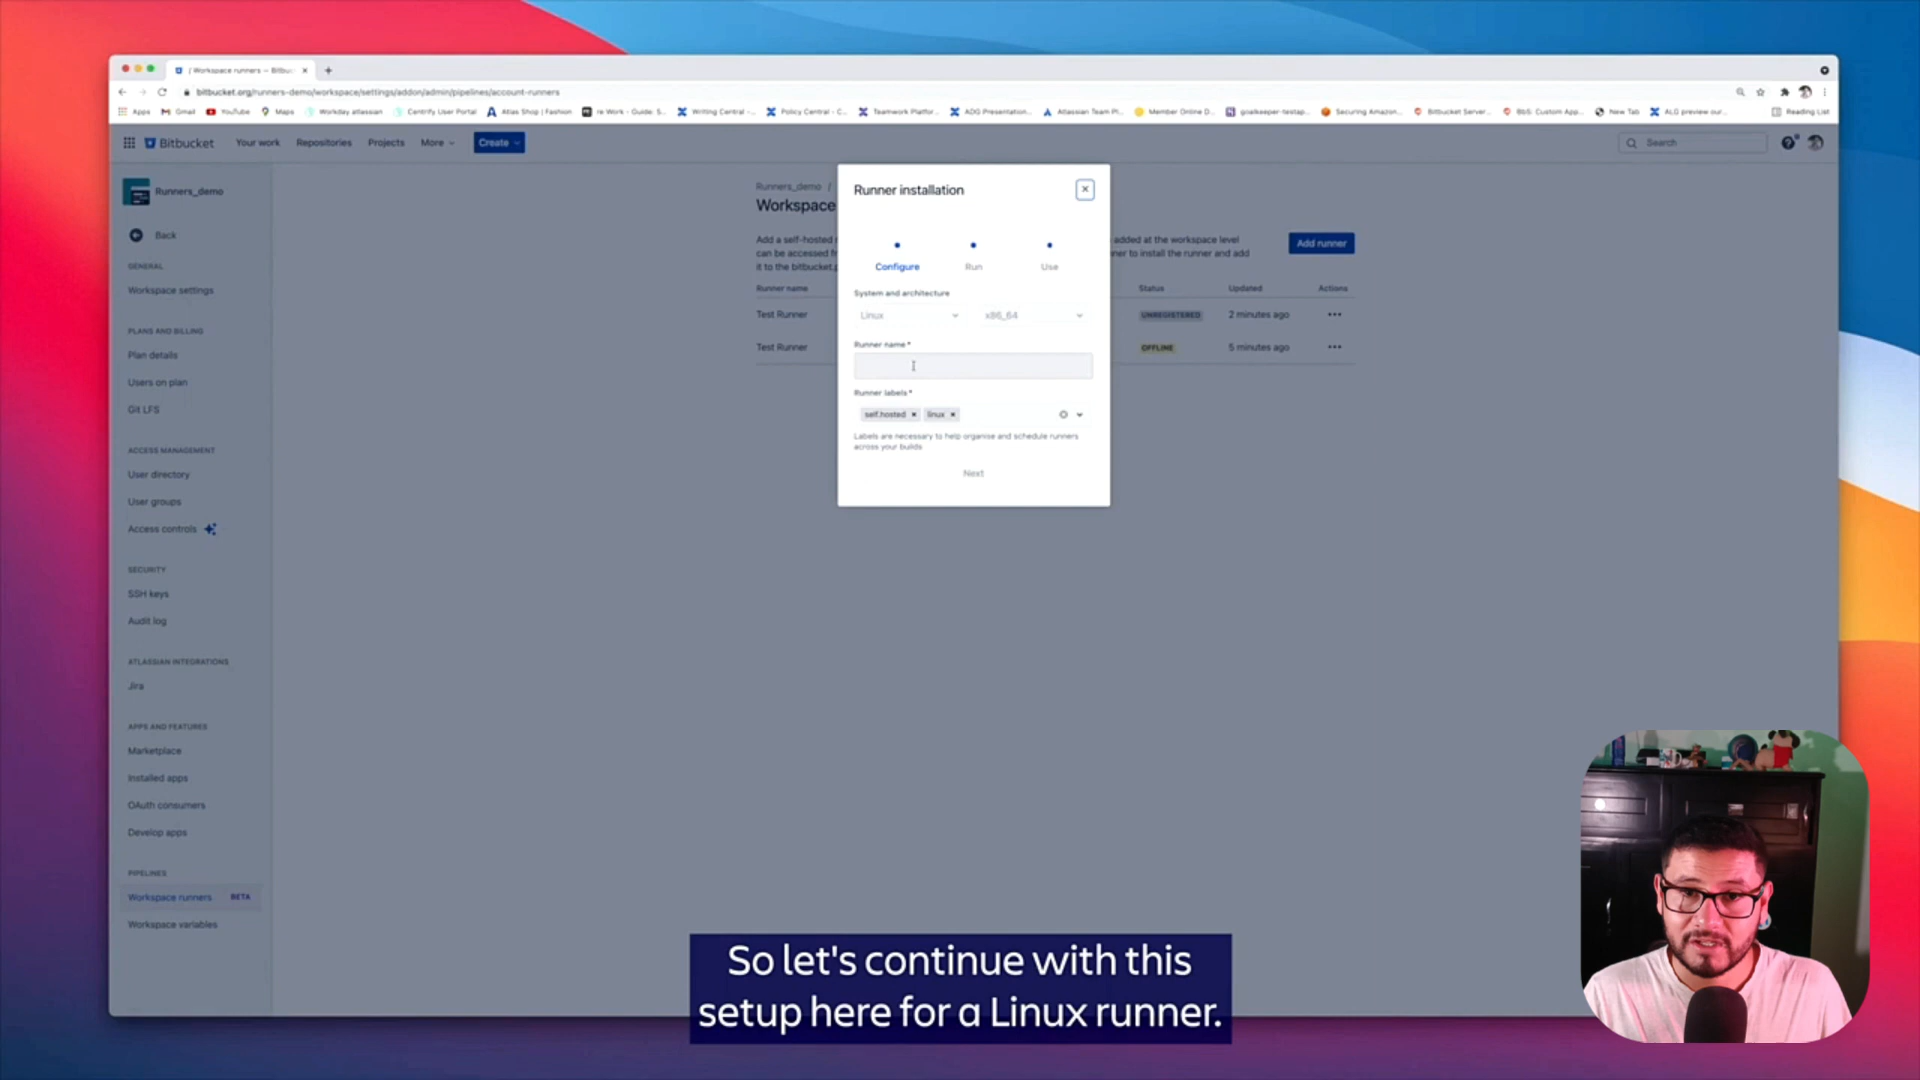 / Workspace runners — Bitbuc
bitbucket.org/runners-demo/workspace/settings/addon/admin/pipelines/account-runners
Apps Gmail YouTube Maps Workday atlassian Centrify User Portal Atlas Shop | Fashion re Work - Guide: S... Writing Central -... Policy Central - C... Teamwork Platfor... ADG Presentation... Atlassian Team Pl... Member Online D... goalkeeper-testap... Securing Amazon... Bitbucket Server... BbS: Custom App... New Tab ALG preview our... Reading List
Bitbucket Your work Repositories Projects More Create Search
Runners_demo
Back
GENERAL
Workspace settings
PLANS AND BILLING
Plan details
Users on plan
Git LFS
ACCESS MANAGEMENT
User directory
User groups
Access controls
SECURITY
SSH keys
Audit log
ATLASSIAN INTEGRATIONS
Jira
APPS AND FEATURES
Marketplace
Installed apps
OAuth consumers
Develop apps
PIPELINES
Workspace runners BETA
Workspace variables
Runners_demo /
Workspace
Add a self-hosted added at the workspace level
can be accessed to install the runner and add
it to the bitbucket.
Add runner
Runner name Status Updated Actions
Test Runner UNREGISTERED 2 minutes ago
Test Runner OFFLINE 5 minutes ago
Runner installation
Configure Run Use
System and architecture
Linux x86_64
Runner name *
Runner labels *
self.hosted linux
Labels are necessary to help organise and schedule runners
across your builds
Next
So let's continue with this
setup here for a Linux runner.